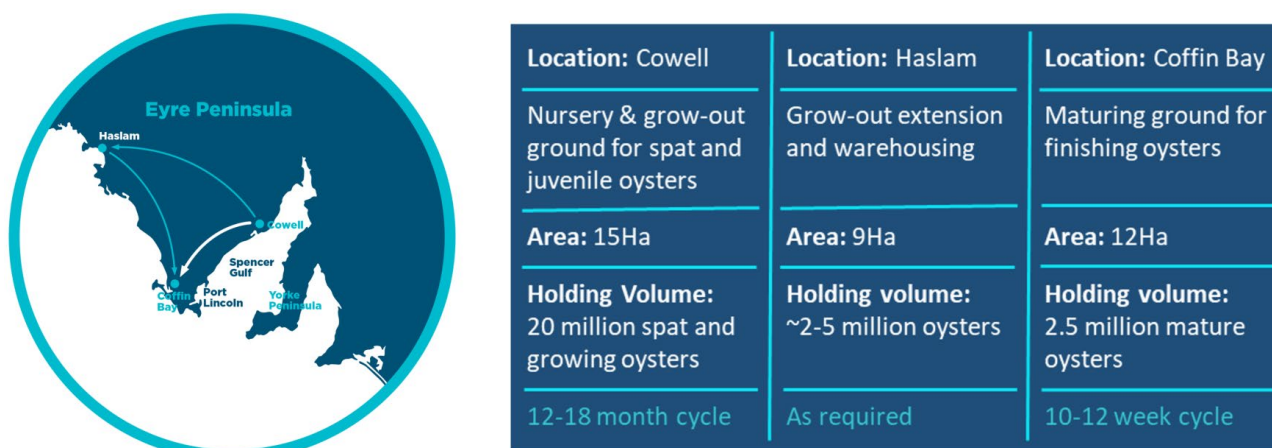 Eyre Peninsula
Haslam
Cowell
Spencer
Gulf
Coffin
Bay
Port
Lincoln
Yorke
Peninsula
Location: Cowell
Nursery & grow-out
ground for spat and
juvenile oysters
Area: 15Ha
Holding Volume:
20 million spat and
growing oysters
12-18 month cycle
Location: Haslam
Grow-out extension
and warehousing
Area: 9Ha
Holding volume:
~2-5 million oysters
As required
Location: Coffin Bay
Maturing ground for
finishing oysters
Area: 12Ha
Holding volume:
2.5 million mature
oysters
10-12 week cycle